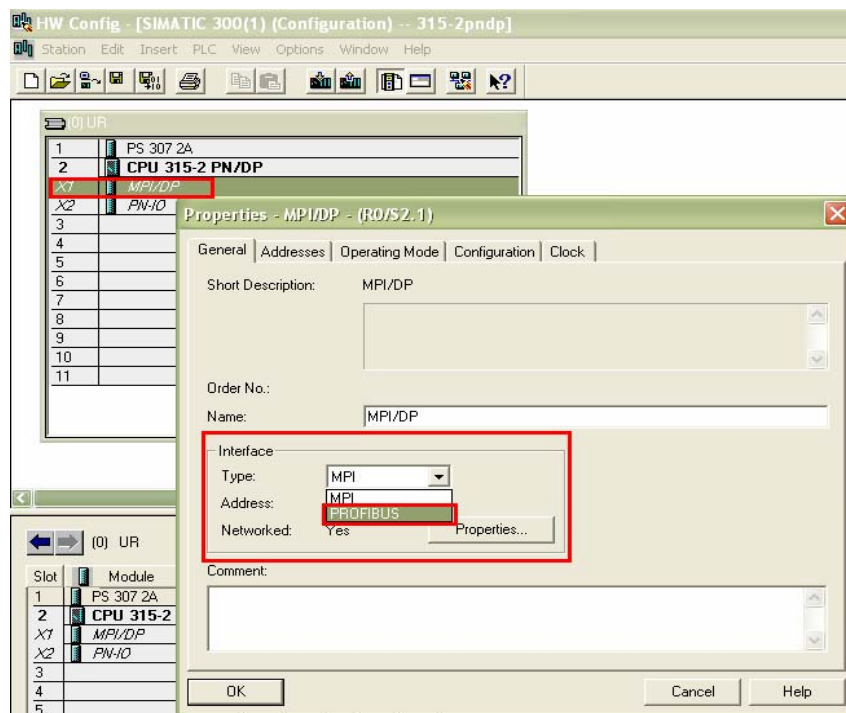 HW Config - [SIMATIC 300(1) (Configuration) -- 315-2pndp]
Station Edit Insert PLC View Options Window Help
(0) UR
1 PS 307 2A
2 CPU 315-2 PN/DP
X1 MPI/DP
X2 PN-IO
3
4
5
6
7
8
9
10
11
Properties - MPI/DP - (R0/S2.1)
General Addresses Operating Mode Configuration Clock
Short Description: MPI/DP
Order No.:
Name: MPI/DP
Interface
Type: MPI
MPI
Address:
PROFIBUS
Networked: Yes Properties...
Comment:
OK Cancel Help
(0) UR
Slot Module
1 PS 307 2A
2 CPU 315-2
X1 MPI/DP
X2 PN-IO
3
4
5